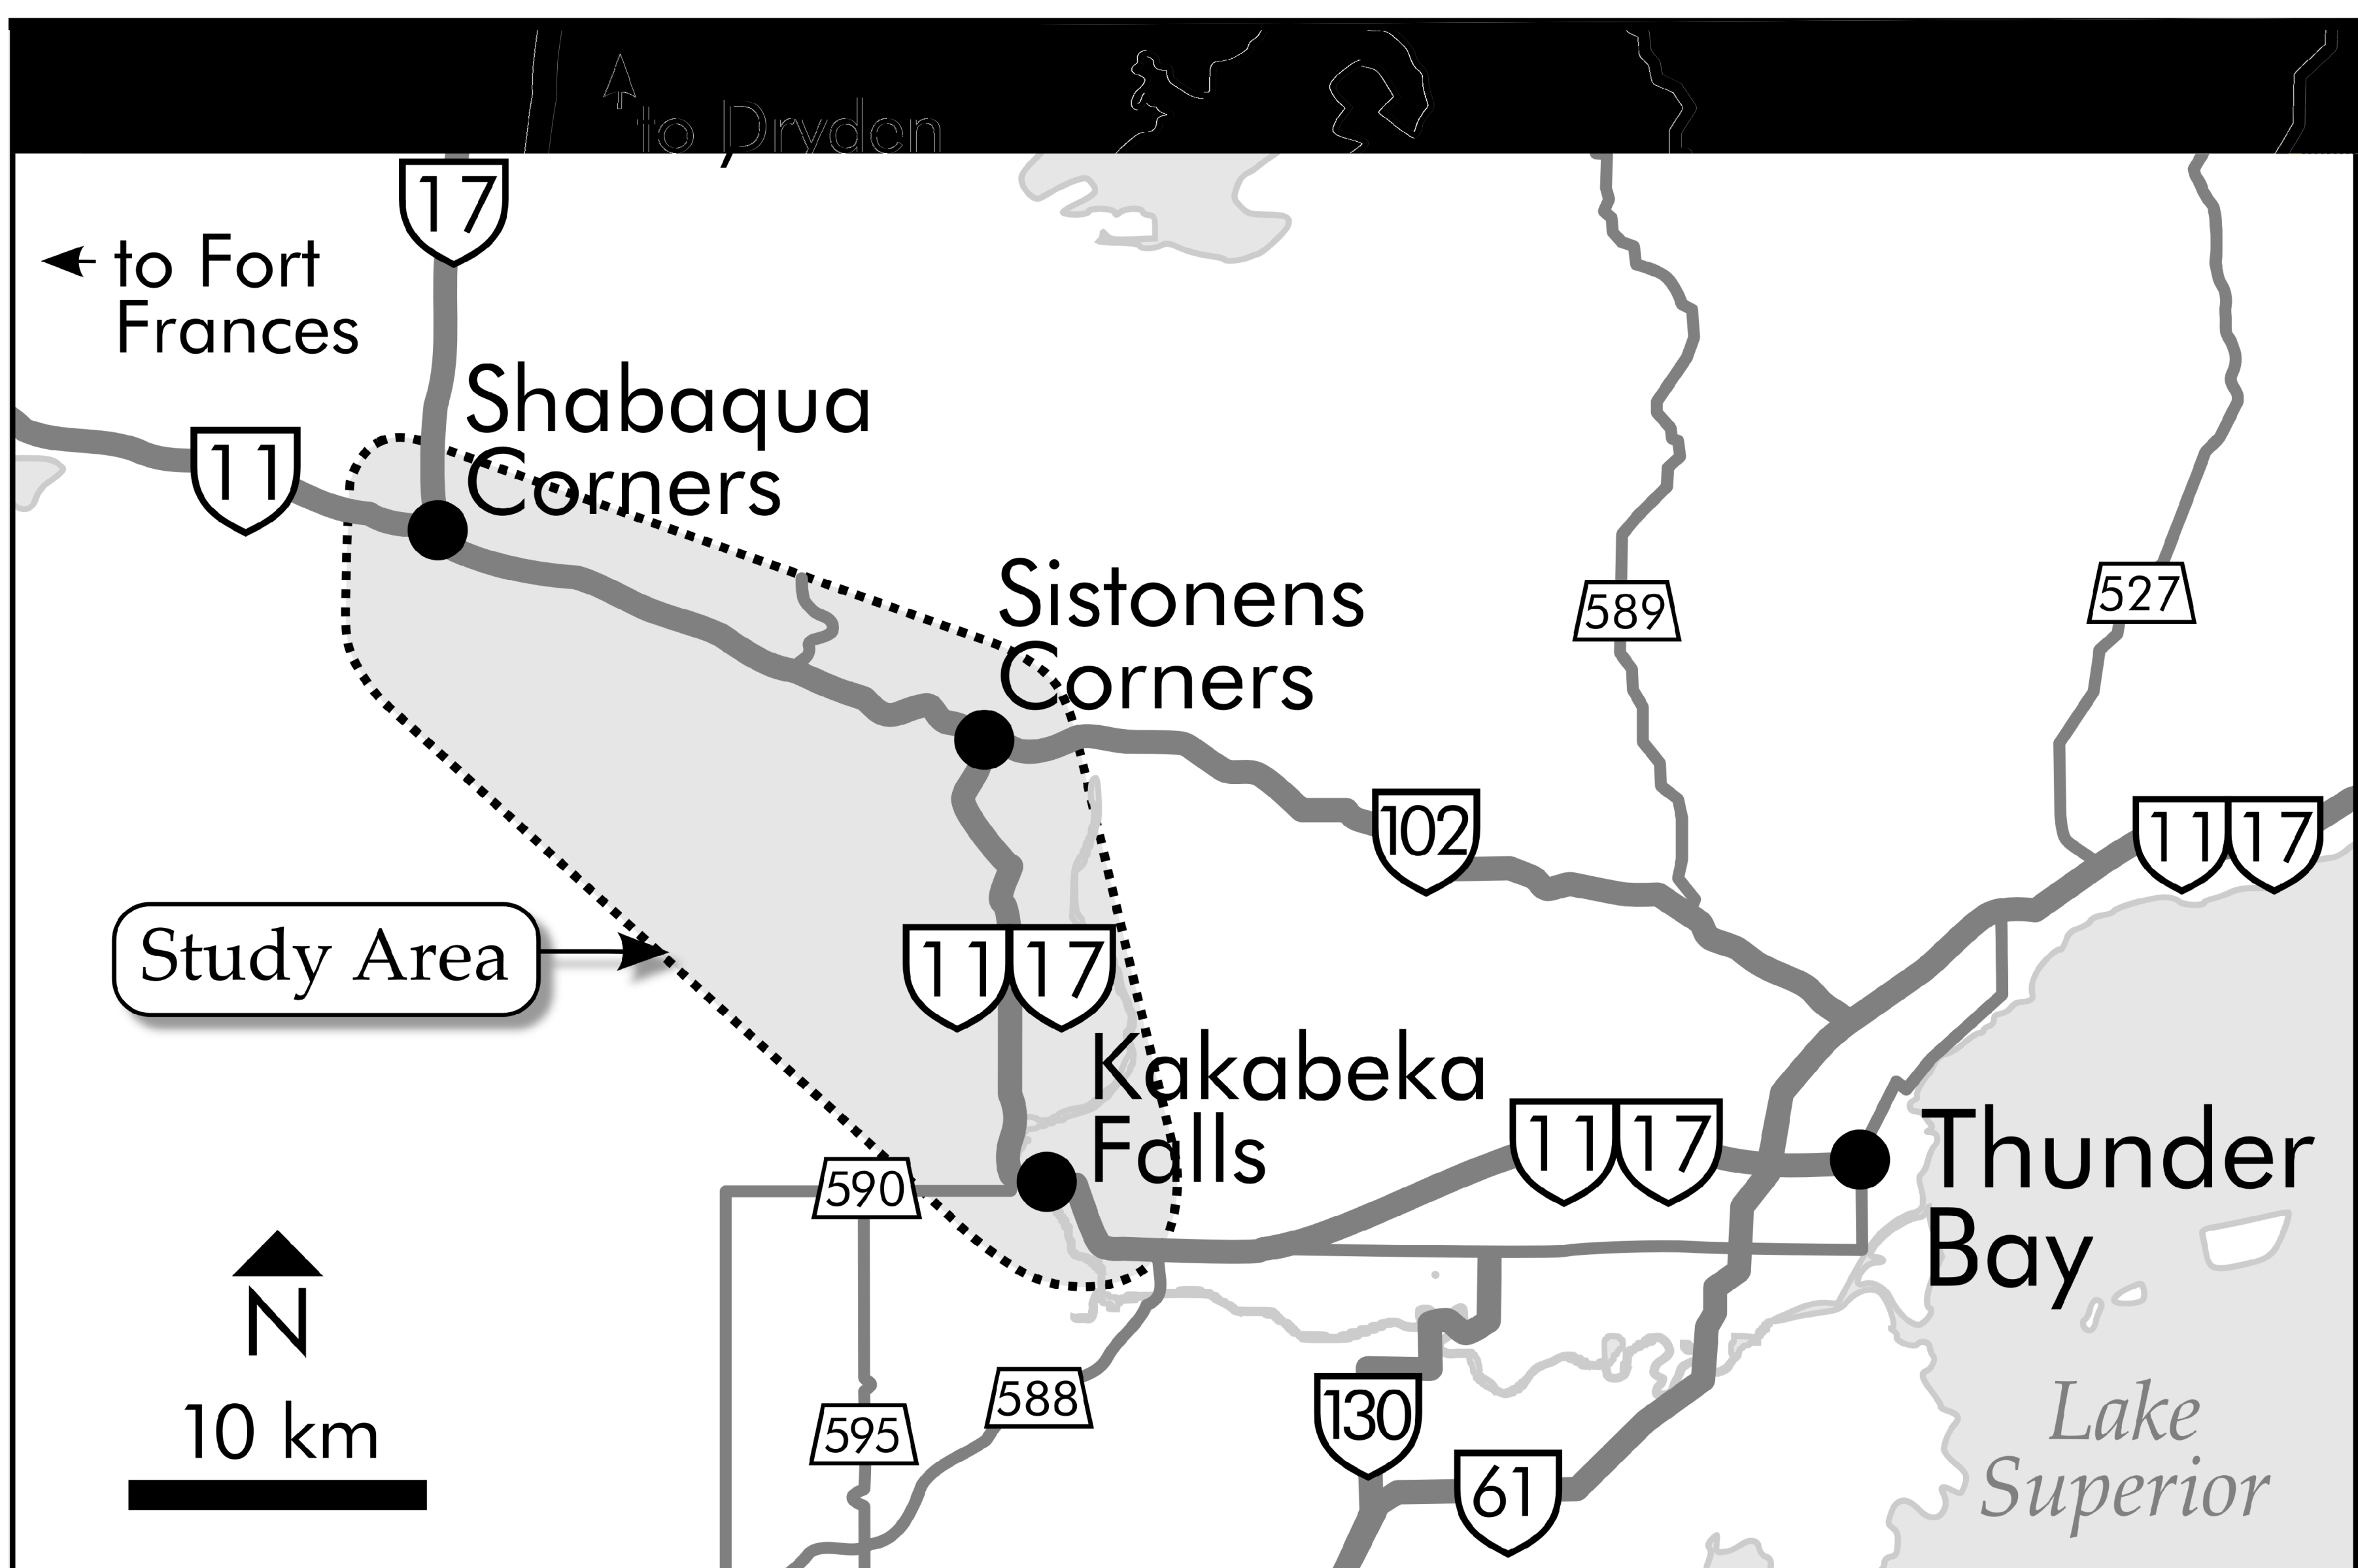 to Dryden
17
to Fort
Frances
Shabaqua
Corners
11
Sistonens
Corners
589
527
102
11 17
Study Area
11 17
Kakabeka
Falls
11 17
Thunder
Bay
590
N
10 km
595
588
130
61
Lake
Superior